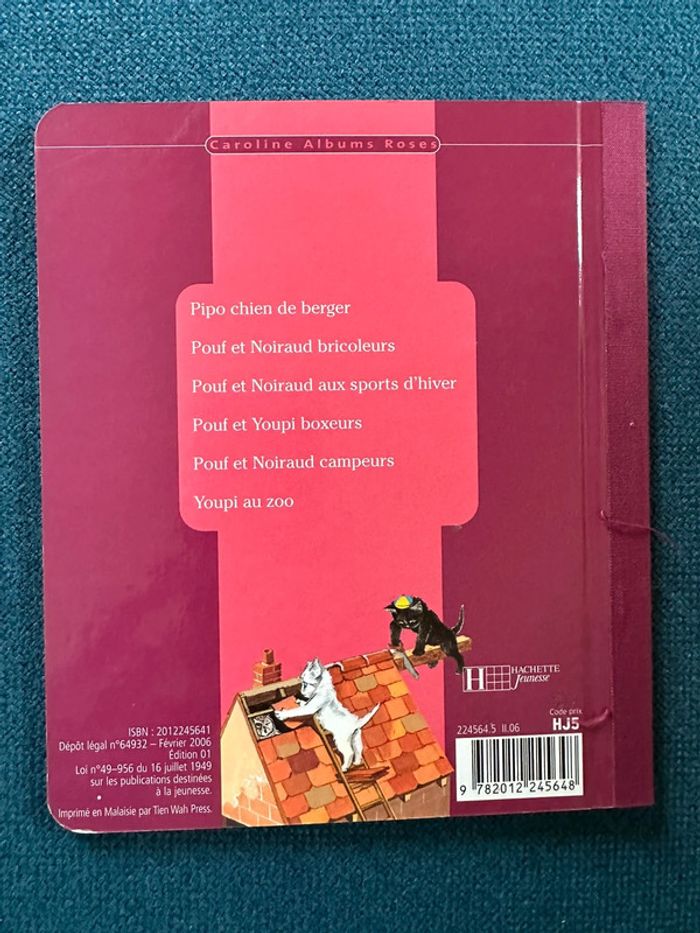 Caroline Albums Roses
Pipo chien de berger
Pouf et Noiraud bricoleurs
Pouf et Noiraud aux sports d'hiver
Pouf et Youpi boxeurs
Pouf et Noiraud campeurs
Youpi au zoo
H HACHETTE
Jeunesse
ISBN : 2012245641
Dépôt légal n°64932 – Février 2006
Édition 01
Loi n°49–956 du 16 juillet 1949
sur les publications destinées
à la jeunesse.
Imprimé en Malaisie par Tien Wah Press.
Code prix
224564.5 II.06 HJ5
9 782012 245648